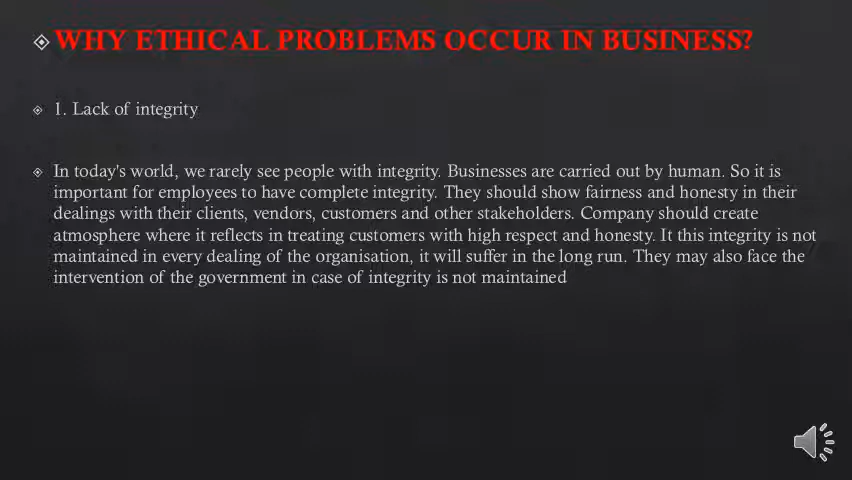 WHY ETHICAL PROBLEMS OCCUR IN BUSINESS?
1. Lack of integrity
In today's world, we rarely see people with integrity. Businesses are carried out by human. So it is
important for employees to have complete integrity. They should show fairness and honesty in their
dealings with their clients, vendors, customers and other stakeholders. Company should create
atmosphere where it reflects in treating customers with high respect and honesty. It this integrity is not
maintained in every dealing of the organisation, it will suffer in the long run. They may also face the
intervention of the government in case of integrity is not maintained